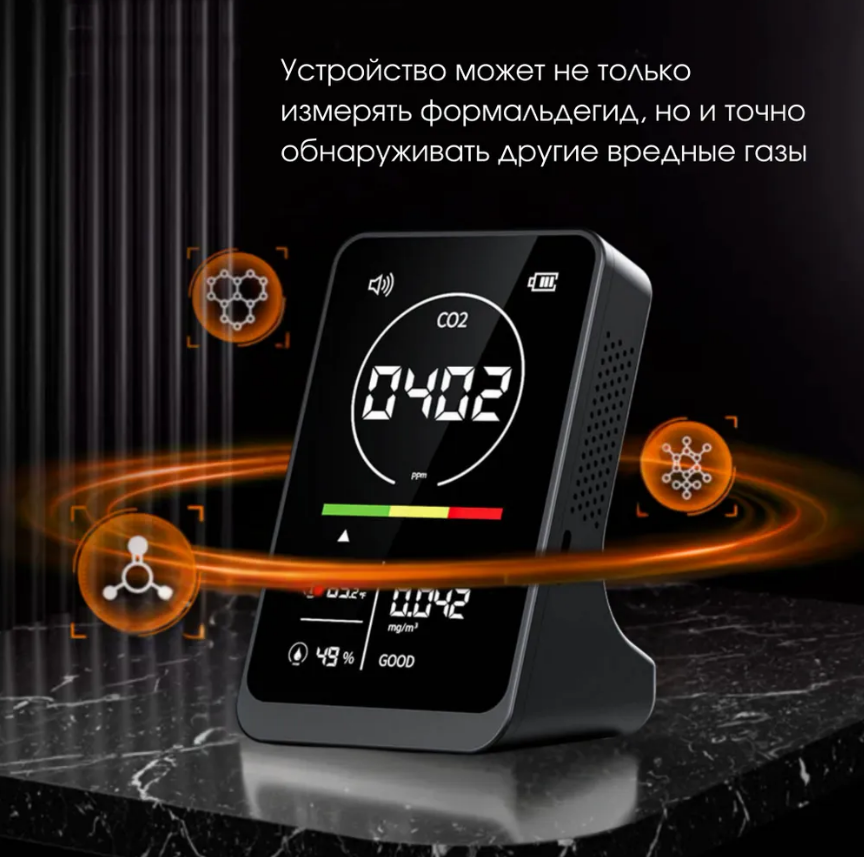 Устройство может не только
измерять формальдегид, но и точно
обнаруживать другие вредные газы
CO2
0402
ppm
0.042
mg/m³
49 %
GOOD